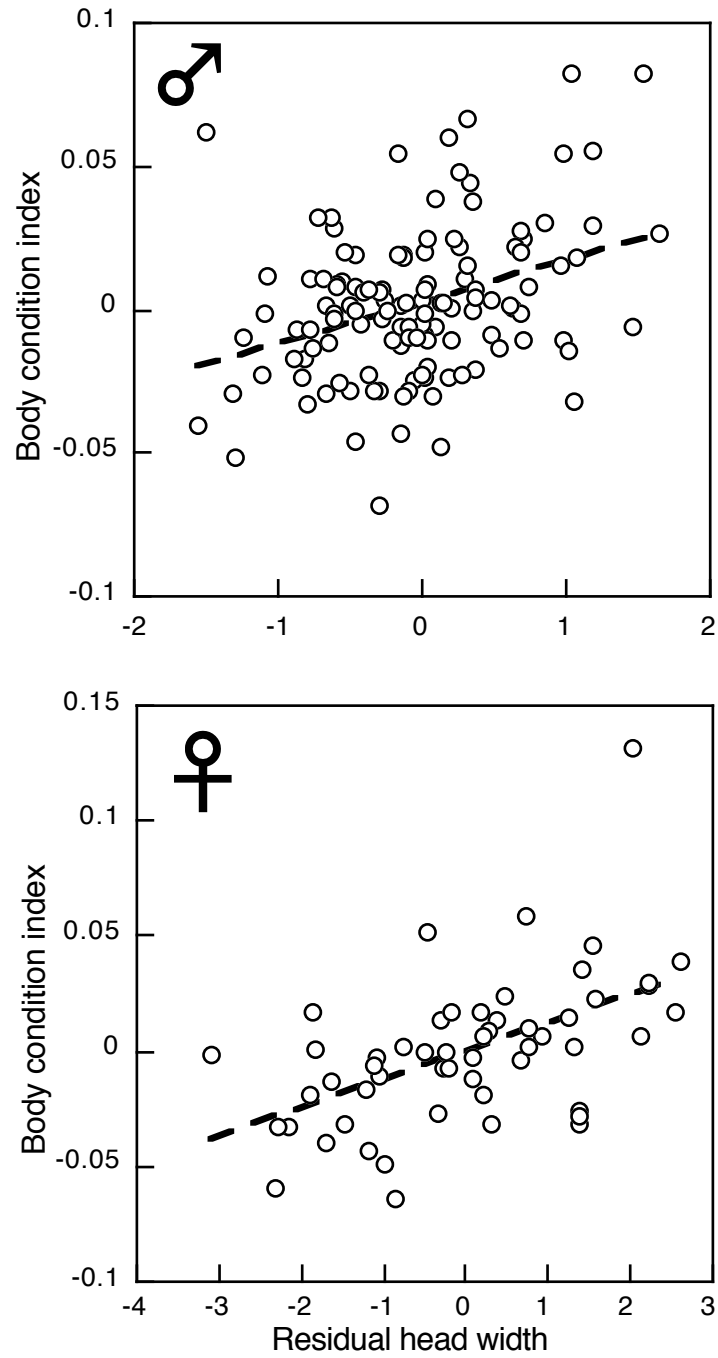 ♂
0.1
0.05
0
-0.05
-0.1
Body condition index
-2 -1 0 1 2
♀
0.15
0.1
0.05
0
-0.05
-0.1
Body condition index
-4 -3 -2 -1 0 1 2 3
Residual head width